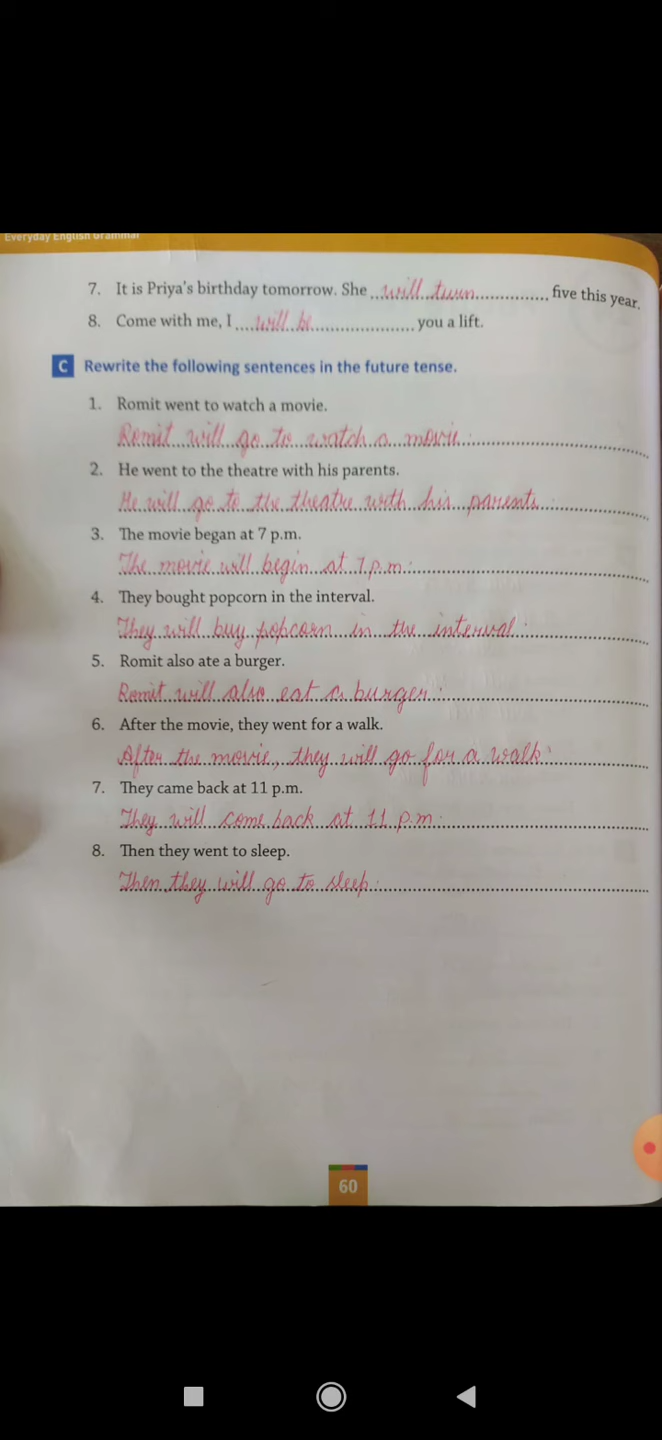 Everyday English Grammar
7. It is Priya's birthday tomorrow. She ... will turn ..............., five this year.
8. Come with me, I .... will be ........................ you a lift.
C Rewrite the following sentences in the future tense.
1. Romit went to watch a movie.
Romit will go to watch a movie.
2. He went to the theatre with his parents.
He will go to the theatre with his parents.
3. The movie began at 7 p.m.
The movie will begin at 7 p.m.
4. They bought popcorn in the interval.
They will buy popcorn in the interval.
5. Romit also ate a burger.
Romit will also eat a burger.
6. After the movie, they went for a walk.
After the movie, they will go for a walk.
7. They came back at 11 p.m.
They will come back at 11 p.m.
8. Then they went to sleep.
Then they will go to sleep.
60